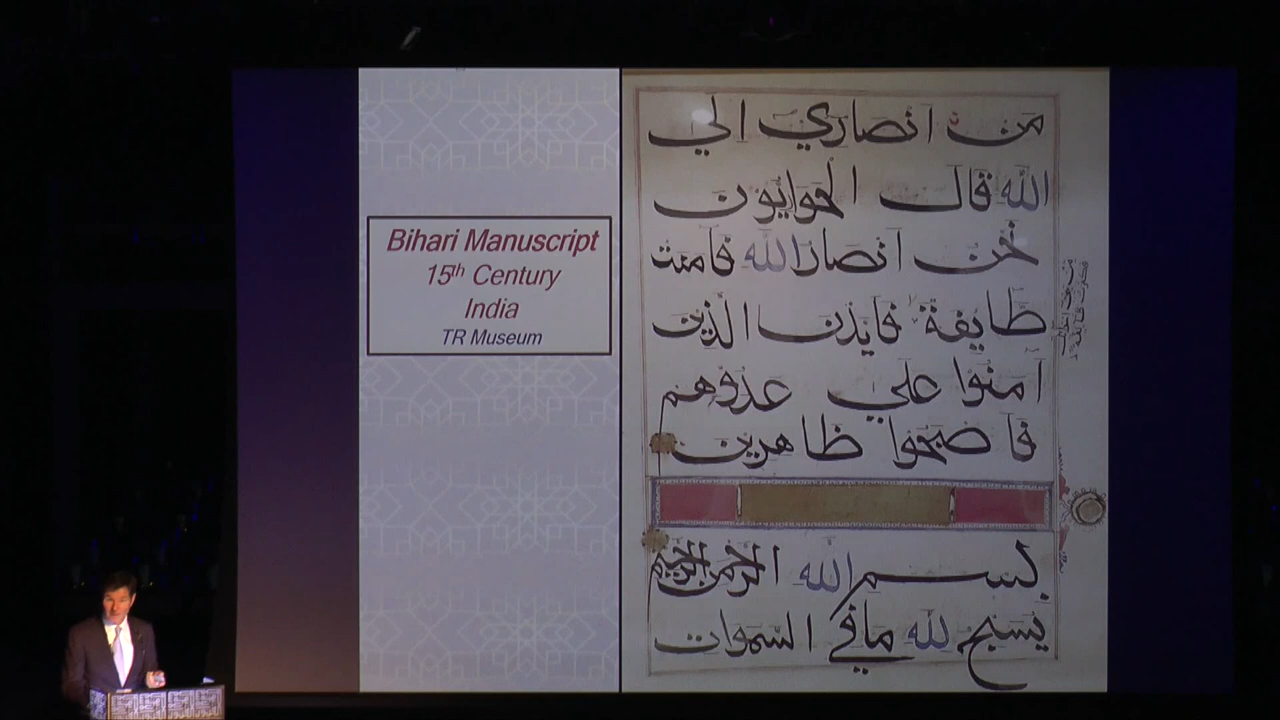 Bihari Manuscript
15th Century
India
TR Museum
من انصاري الي
الله قال الحواريون
نحن انصار الله فامنت
طايفة فايدنا الذين
آمنوا علي عدوهم
فاصبحوا ظاهرين
بسم الله الرحمن الرحيم
يسبح لله ما في السموات